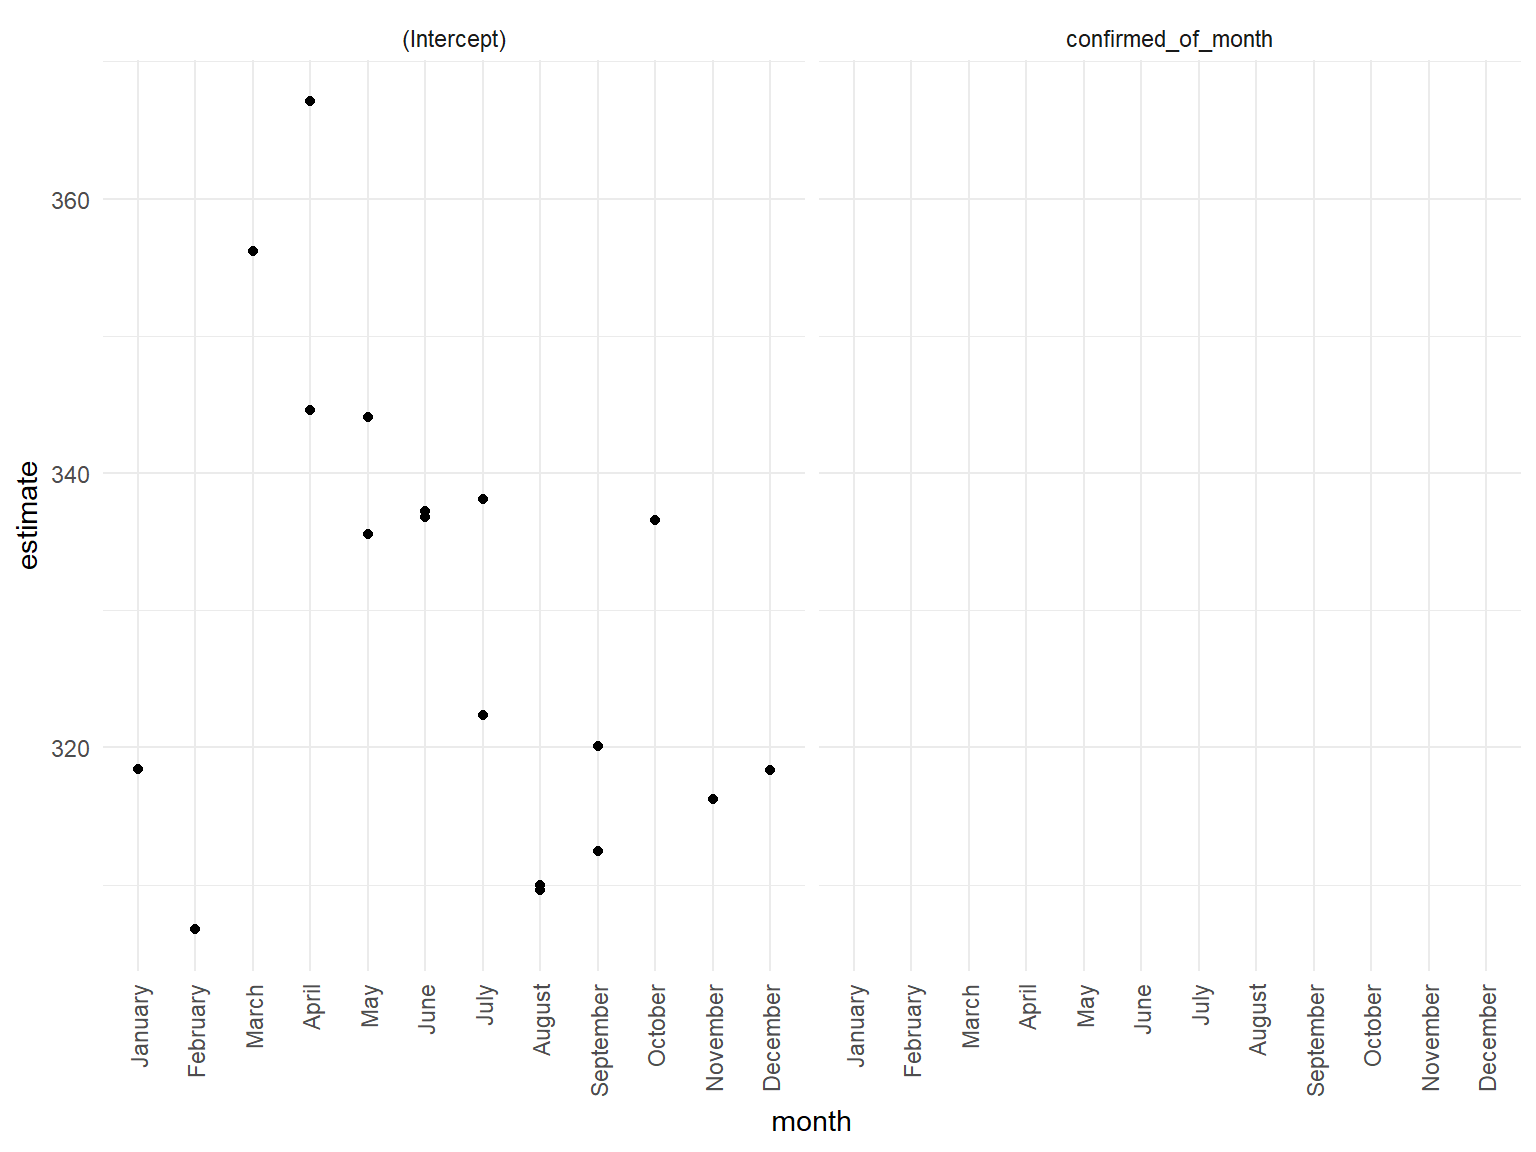 (Intercept)
confirmed_of_month
360
340
320
estimate
January
February
March
April
May
June
July
August
September
October
November
December
January
February
March
April
May
June
July
August
September
October
November
December
month